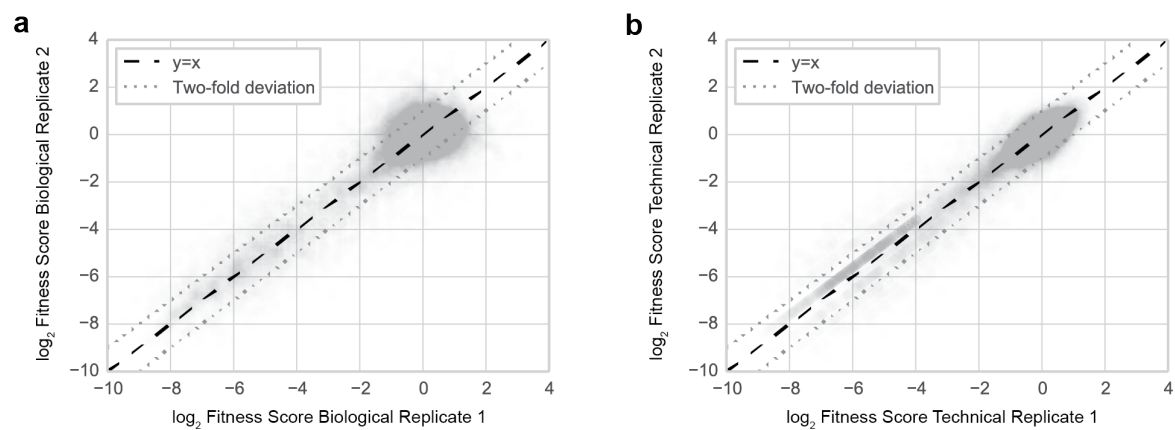 a
log2 Fitness Score Biological Replicate 2
4
2
0
−2
−4
−6
−8
−10
y=x
Two-fold deviation
−10 −8 −6 −4 −2 0 2 4
log2 Fitness Score Biological Replicate 1
b
log2 Fitness Score Technical Replicate 2
4
2
0
−2
−4
−6
−8
−10
y=x
Two-fold deviation
−10 −8 −6 −4 −2 0 2 4
log2 Fitness Score Technical Replicate 1